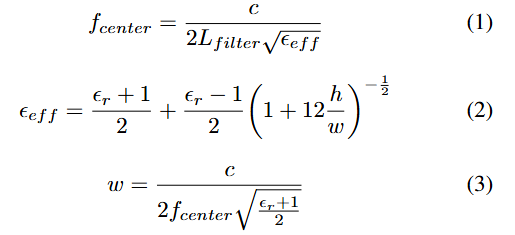 f_{center} = \frac{c}{2L_{filter}\sqrt{\epsilon_{eff}}} (1)
\epsilon_{eff} = \frac{\epsilon_r + 1}{2} + \frac{\epsilon_r - 1}{2} \left( 1 + 12\frac{h}{w} \right)^{-\frac{1}{2}} (2)
w = \frac{c}{2f_{center}\sqrt{\frac{\epsilon_r + 1}{2}}} (3)